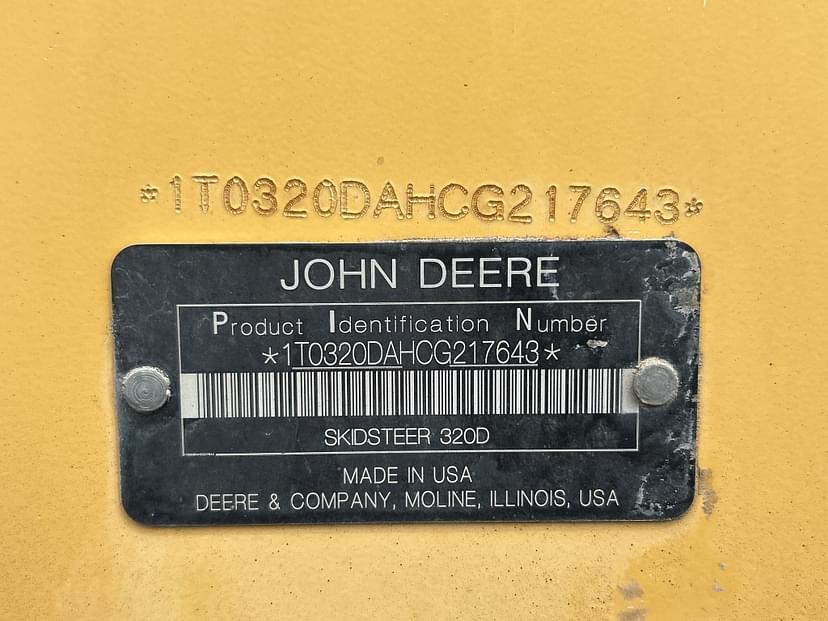 *1T0320DAHCG217643*
JOHN DEERE
Product Identification Number
*1T0320DAHCG217643*
SKIDSTEER 320D
MADE IN USA
DEERE & COMPANY, MOLINE, ILLINOIS, USA